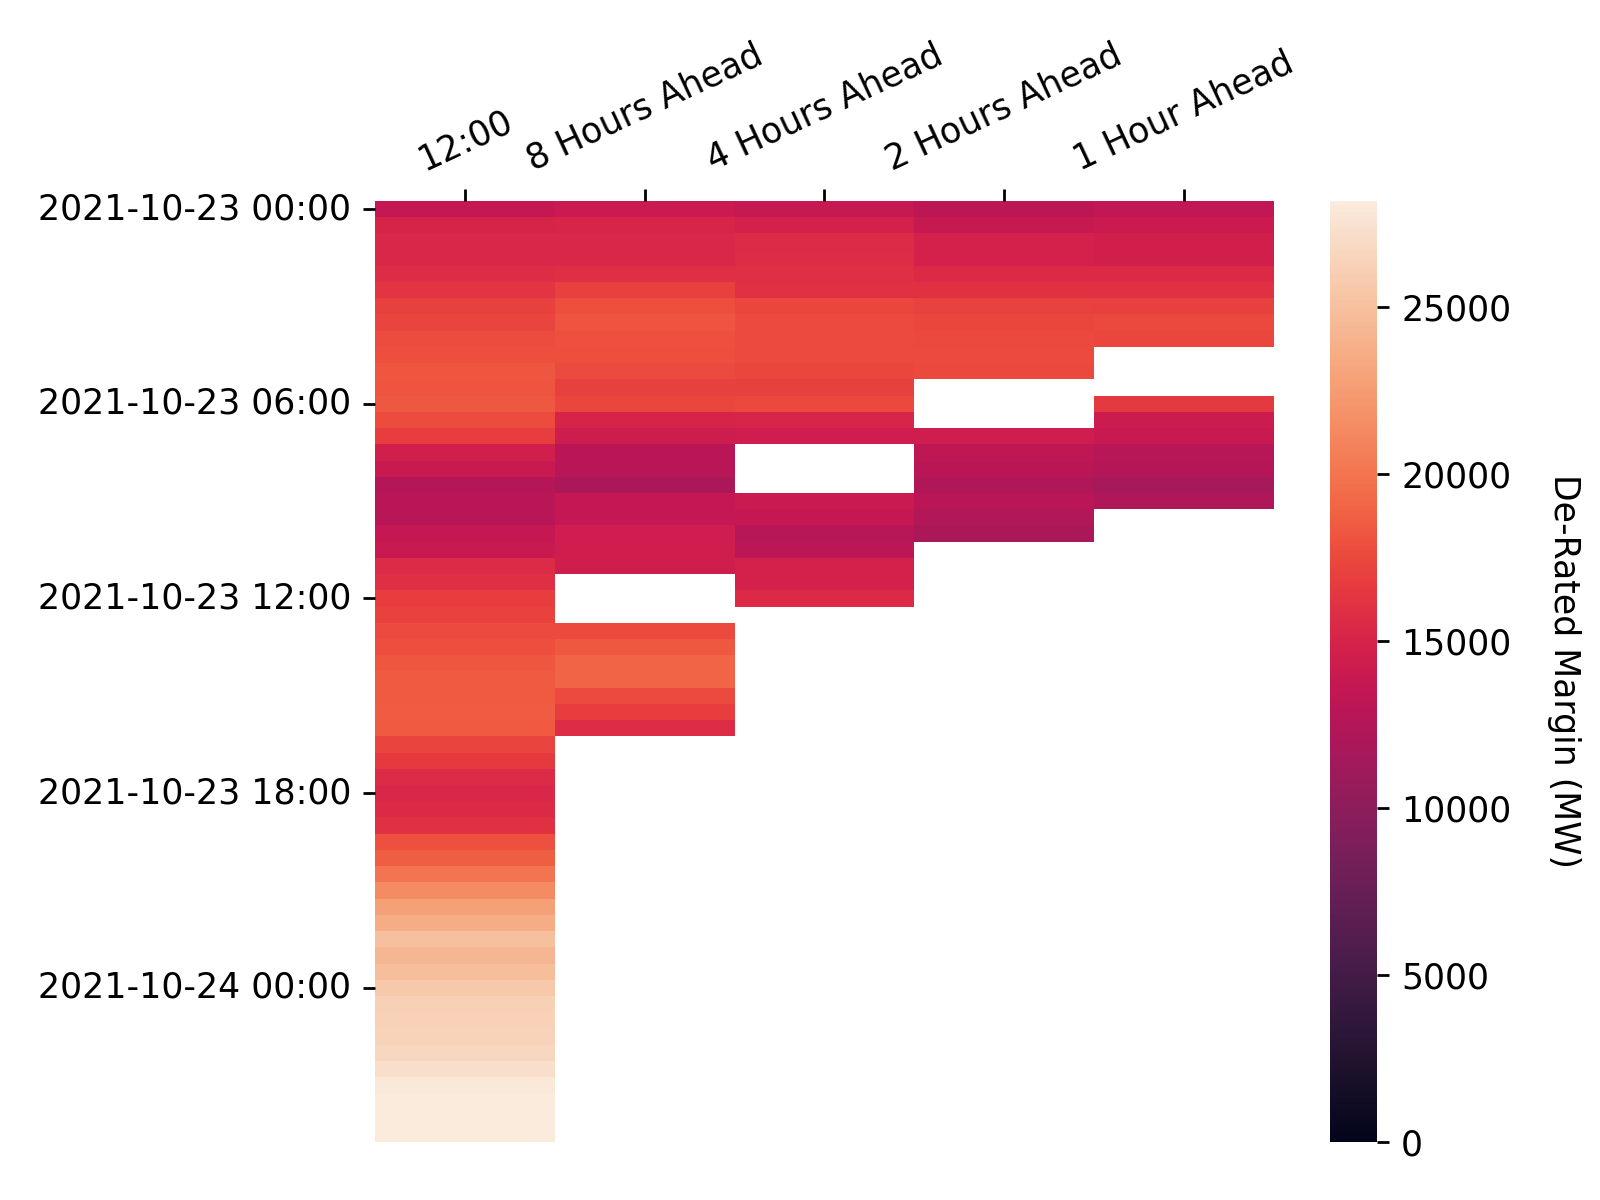 12:00
8 Hours Ahead
4 Hours Ahead
2 Hours Ahead
1 Hour Ahead
2021-10-23 00:00
2021-10-23 06:00
2021-10-23 12:00
2021-10-23 18:00
2021-10-24 00:00
25000
20000
15000
10000
5000
0
De-Rated Margin (MW)